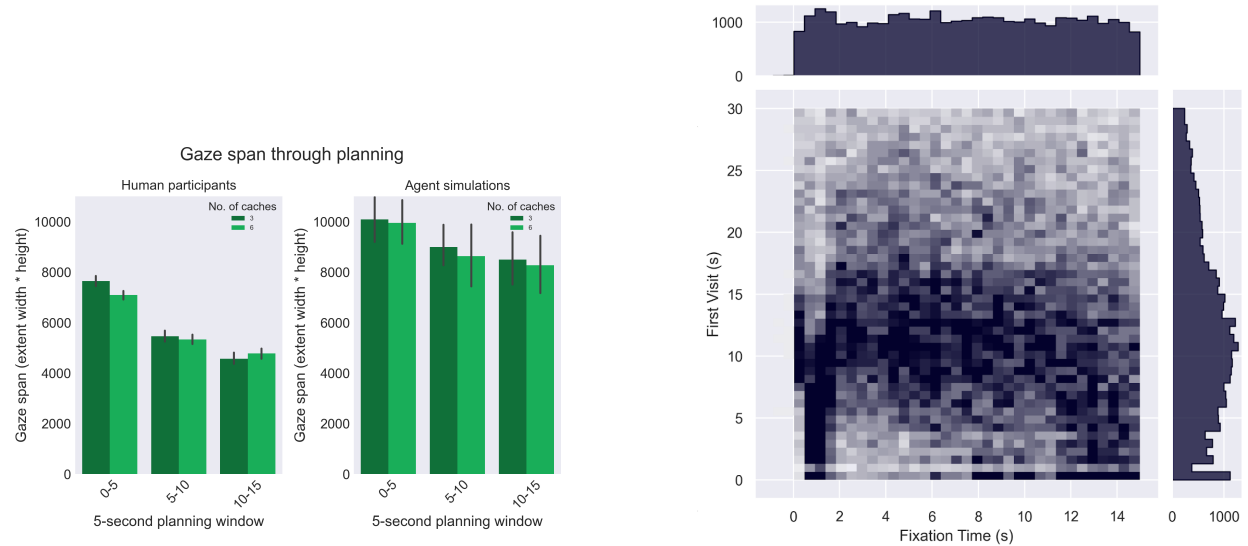 Gaze span through planning
Human participants
No. of caches
3
6
10000
8000
6000
4000
2000
0
Gaze span (extent width * height)
0-5
5-10
10-15
5-second planning window
Agent simulations
No. of caches
3
6
10000
8000
6000
4000
2000
0
Gaze span (extent width * height)
0-5
5-10
10-15
5-second planning window
1000
0
30
25
20
15
10
5
0
First Visit (s)
0 2 4 6 8 10 12 14
Fixation Time (s)
0 1000